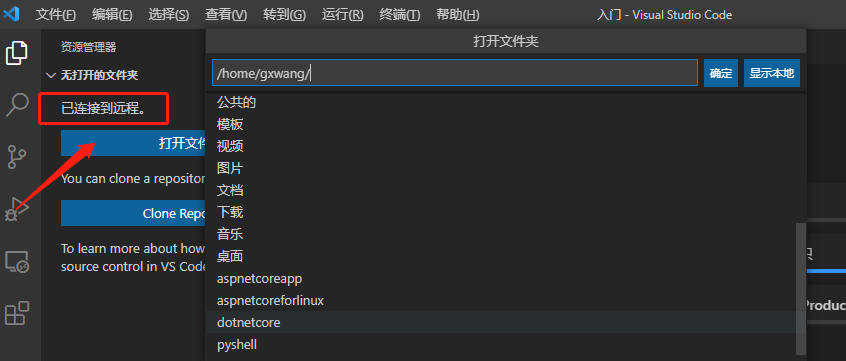 文件(F) 编辑(E) 选择(S) 查看(V) 转到(G) 运行(R) 终端(T) 帮助(H) 入门 - Visual Studio Code
资源管理器
无打开的文件夹
已连接到远程。
打开文件
You can clone a repositor
Clone Repo
To learn more about how
source control in VS Cod
打开文件夹
/home/gxwang/
确定
显示本地
公共的
模板
视频
图片
文档
下载
音乐
桌面
aspnetcoreapp
aspnetcoreforlinux
dotnetcore
pyshell
Produc